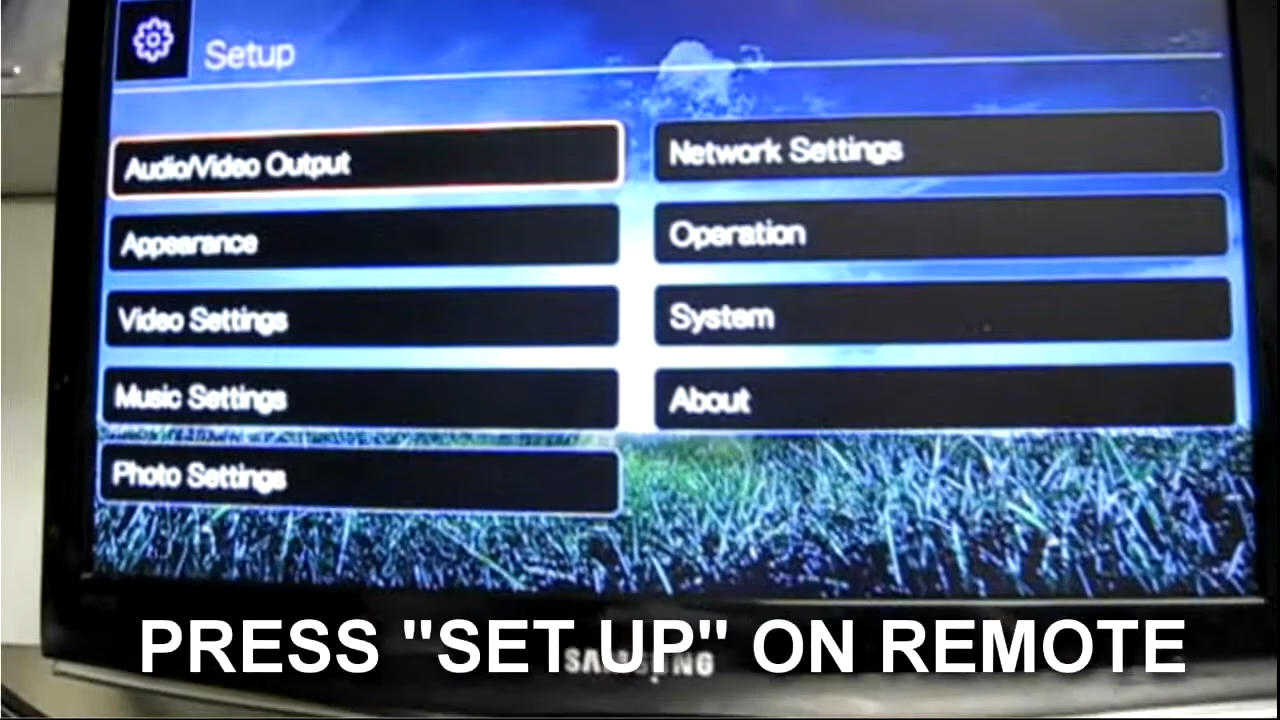 Setup
Audio/Video Output
Appearance
Video Settings
Music Settings
Photo Settings
Network Settings
Operation
System
About
PRESS "SET UP" ON REMOTE
SAMSUNG